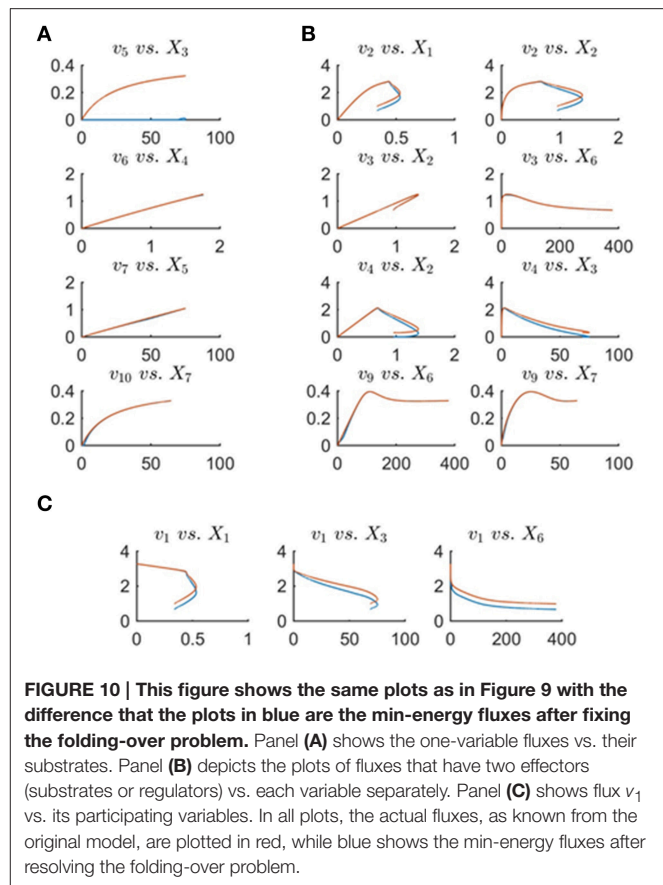 A
B
v5 vs. X3
0.4
0.2
0
0 50 100
v2 vs. X1
4
2
0
0 0.5 1
v2 vs. X2
4
2
0
0 1 2
v6 vs. X4
2
1
0
0 1 2
v3 vs. X2
2
1
0
0 1 2
v3 vs. X6
2
1
0
0 200 400
v7 vs. X5
2
1
0
0 50 100
v4 vs. X2
4
2
0
0 1 2
v4 vs. X3
4
2
0
0 50 100
v10 vs. X7
0.4
0.2
0
0 50 100
v9 vs. X6
0.4
0.2
0
0 200 400
v9 vs. X7
0.4
0.2
0
0 50 100
C
v1 vs. X1
4
2
0
0 0.5 1
v1 vs. X3
4
2
0
0 50 100
v1 vs. X6
4
2
0
0 200 400
FIGURE 10 | This figure shows the same plots as in Figure 9 with the
difference that the plots in blue are the min-energy fluxes after fixing
the folding-over problem. Panel (A) shows the one-variable fluxes vs. their
substrates. Panel (B) depicts the plots of fluxes that have two effectors
(substrates or regulators) vs. each variable separately. Panel (C) shows flux v1
vs. its participating variables. In all plots, the actual fluxes, as known from the
original model, are plotted in red, while blue shows the min-energy fluxes after
resolving the folding-over problem.